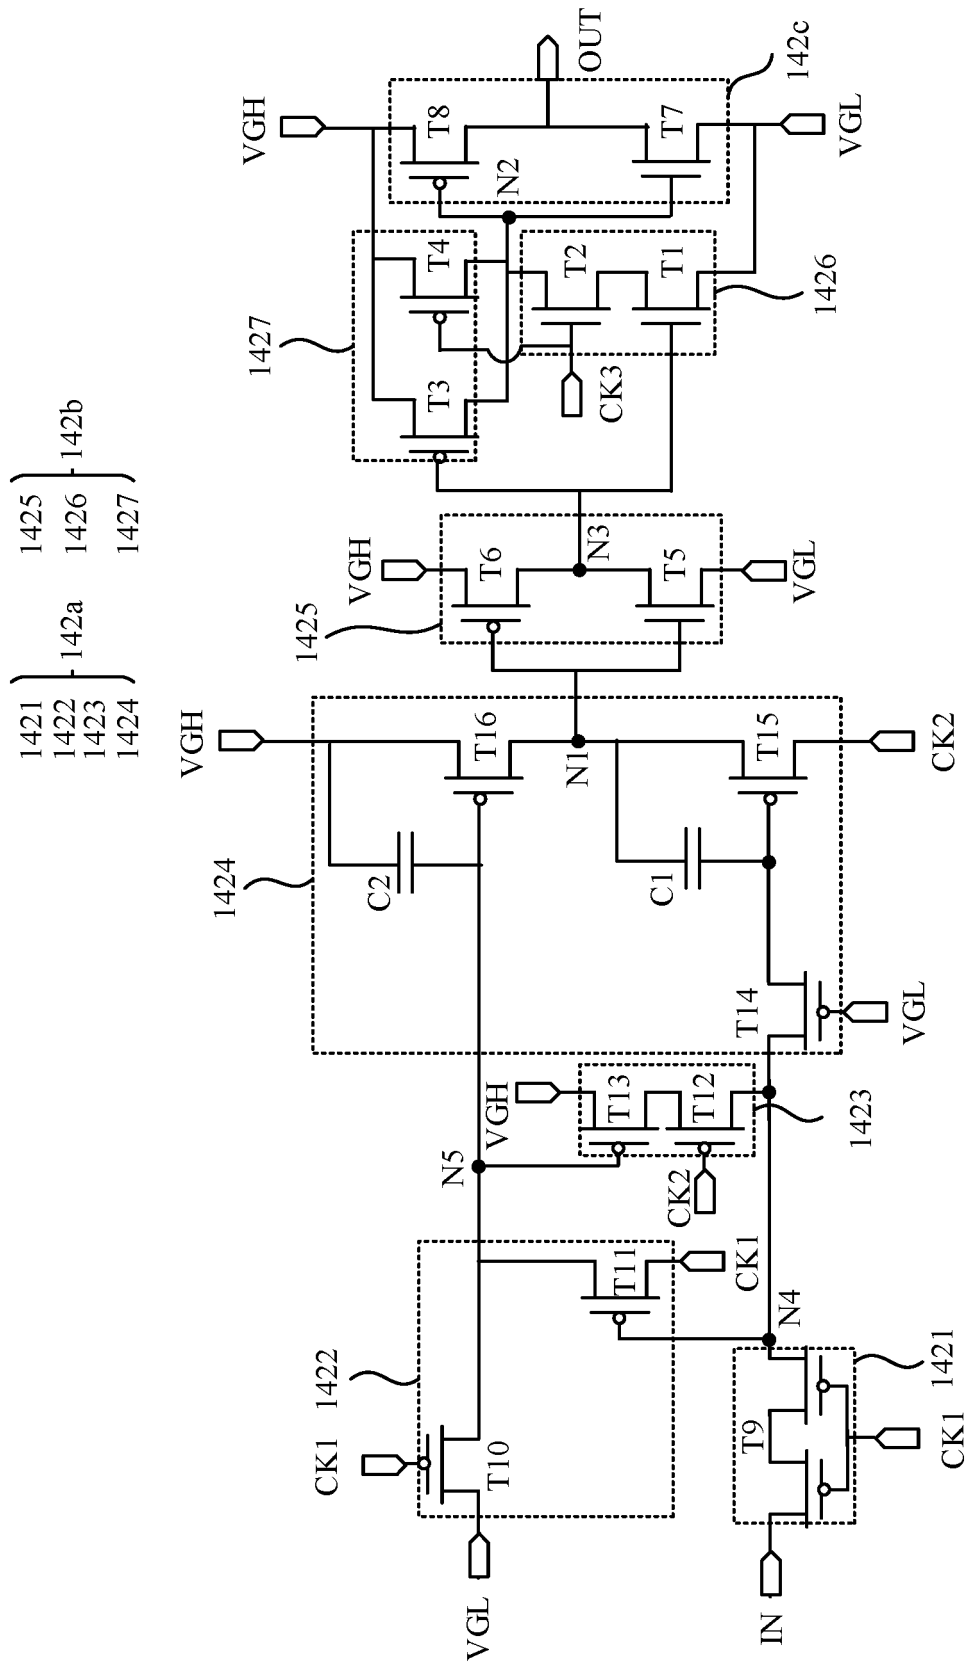 1421
1422
1423
1424
142a
1425
1426
1427
142b
VGL
CK1
1422
T10
IN
T9
CK1
1421
N4
T11
CK1
N5
VGH
T13
T12
CK2
1423
1424
VGH
C2
T16
N1
C1
T15
CK2
T14
VGL
1425
VGH
T6
N3
T5
VGL
1427
T3
T4
CK3
T2
T1
1426
VGH
T8
N2
T7
VGL
142c
OUT